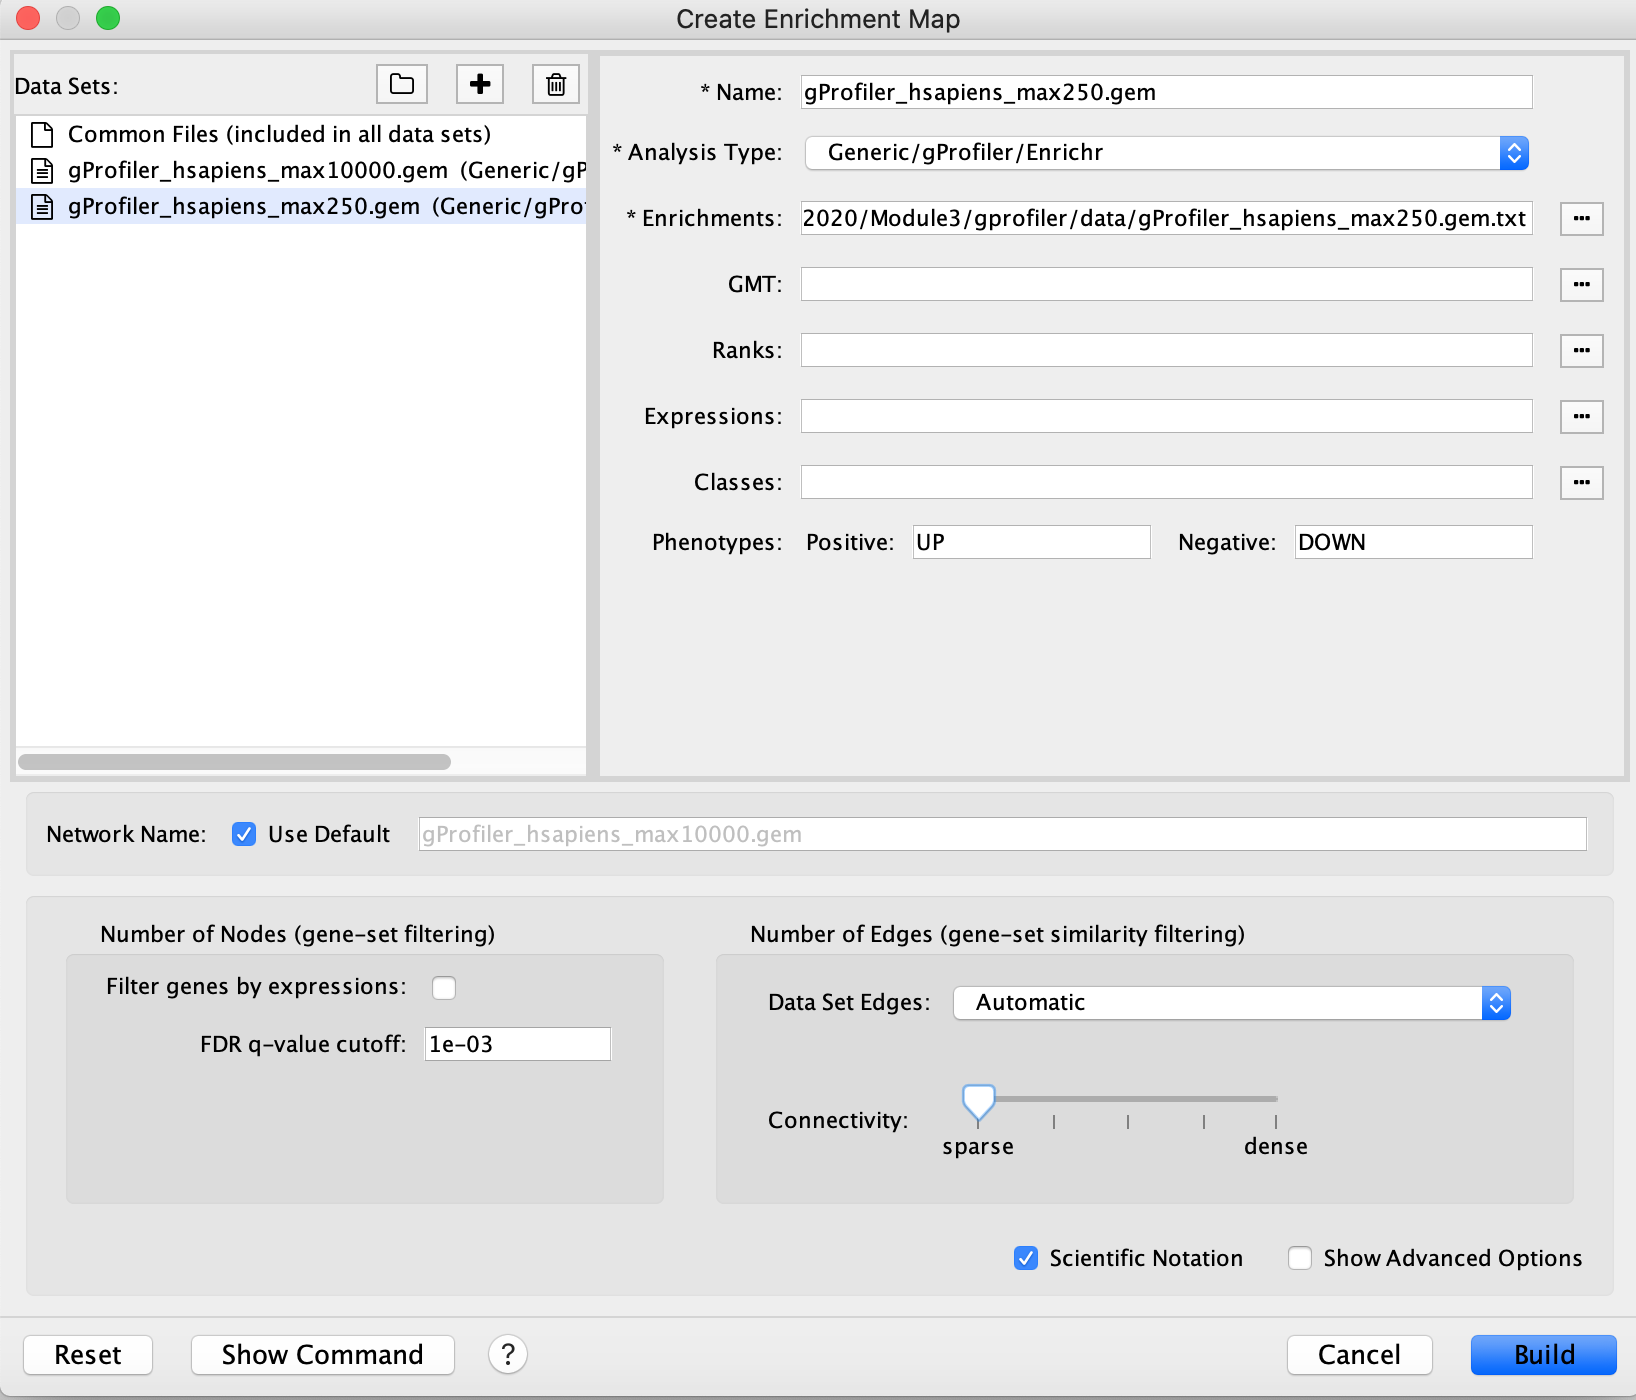 Create Enrichment Map
Data Sets:
Common Files (included in all data sets)
gProfiler_hsapiens_max10000.gem (Generic/gP
gProfiler_hsapiens_max250.gem (Generic/gPro
* Name: gProfiler_hsapiens_max250.gem
* Analysis Type: Generic/gProfiler/Enrichr
* Enrichments: 2020/Module3/gprofiler/data/gProfiler_hsapiens_max250.gem.txt ...
GMT: ...
Ranks: ...
Expressions: ...
Classes: ...
Phenotypes: Positive: UP Negative: DOWN
Network Name: Use Default gProfiler_hsapiens_max10000.gem
Number of Nodes (gene-set filtering)
Filter genes by expressions:
FDR q-value cutoff: 1e-03
Number of Edges (gene-set similarity filtering)
Data Set Edges: Automatic
Connectivity:
sparse dense
Scientific Notation Show Advanced Options
Reset Show Command ? Cancel Build